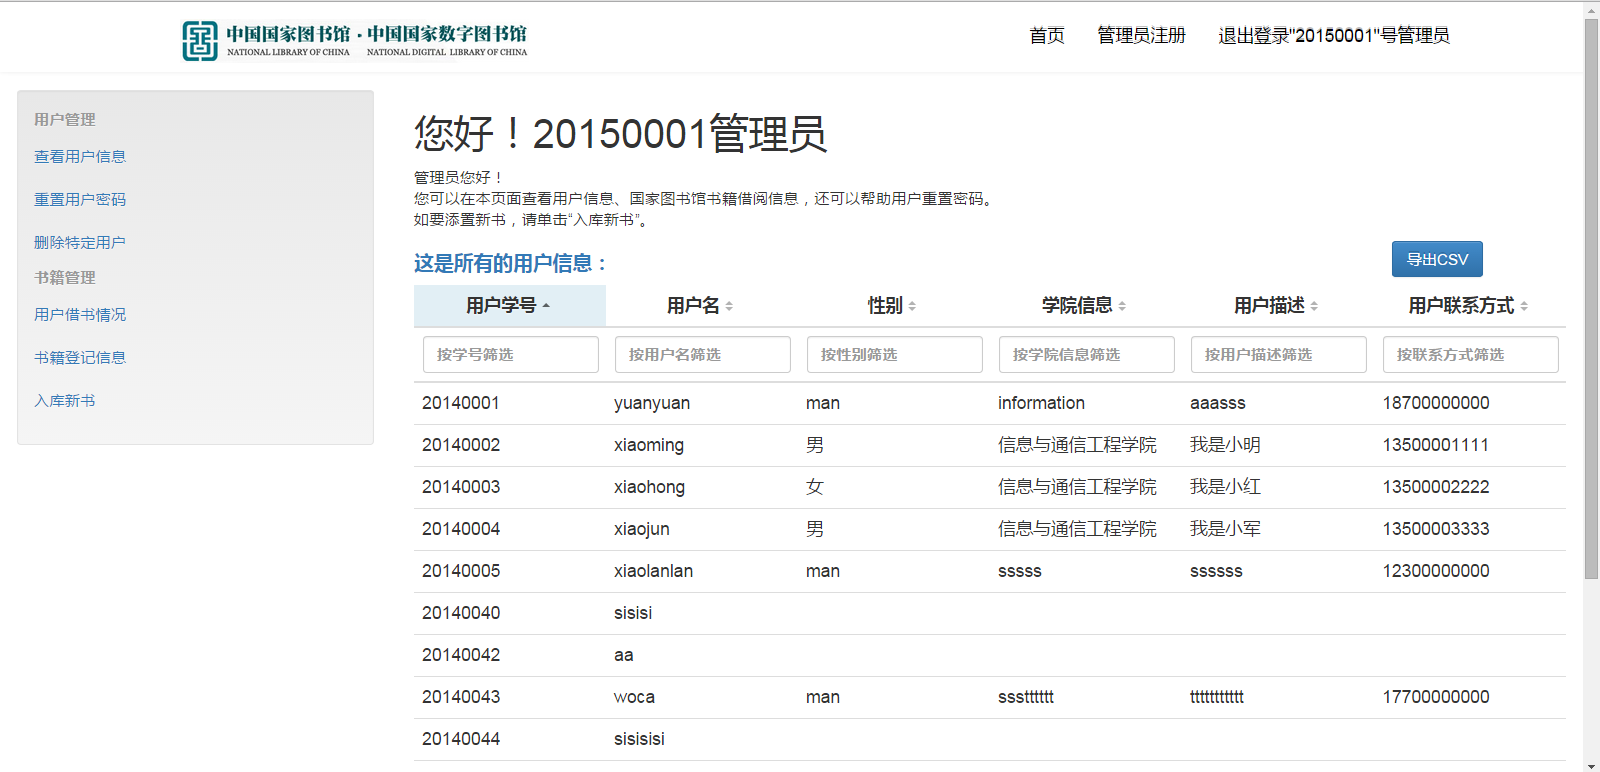 中国国家图书馆·中国国家数字图书馆
NATIONAL LIBRARY OF CHINA NATIONAL DIGITAL LIBRARY OF CHINA
首页 管理员注册 退出登录"20150001"号管理员
用户管理
查看用户信息
重置用户密码
删除特定用户
书籍管理
用户借书情况
书籍登记信息
入库新书
您好！20150001管理员
管理员您好！
您可以在本页面查看用户信息、国家图书馆书籍借阅信息，还可以帮助用户重置密码。
如要添置新书，请单击“入库新书”。
这是所有的用户信息：
导出CSV
用户学号 用户名 性别 学院信息 用户描述 用户联系方式
按学号筛选 按用户名筛选 按性别筛选 按学院信息筛选 按用户描述筛选 按联系方式筛选
20140001 yuanyuan man information aaasss 18700000000
20140002 xiaoming 男 信息与通信工程学院 我是小明 13500001111
20140003 xiaohong 女 信息与通信工程学院 我是小红 13500002222
20140004 xiaojun 男 信息与通信工程学院 我是小军 13500003333
20140005 xiaolanlan man sssss ssssss 12300000000
20140040 sisisi
20140042 aa
20140043 woca man ssstttttt ttttttttttt 17700000000
20140044 sisisisi